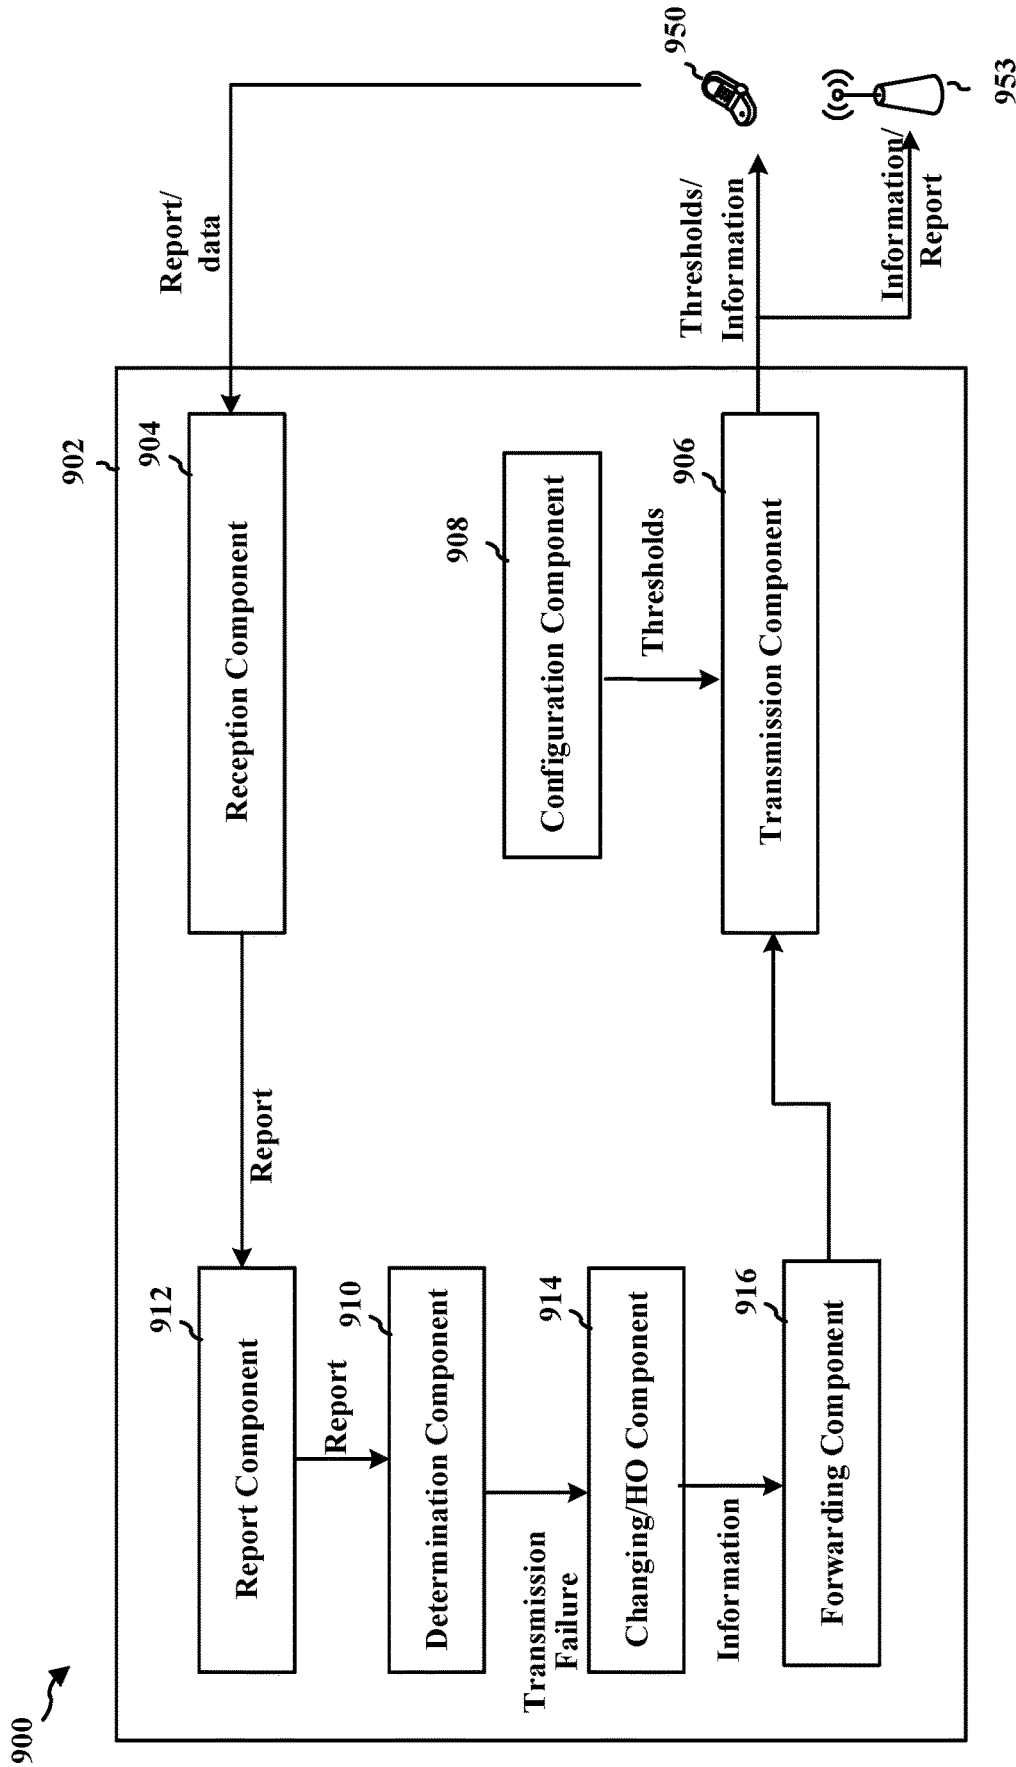 900
902
Report/
data
950
953
Thresholds/
Information
Information/
Report
904
Reception Component
908
Configuration Component
Thresholds
906
Transmission Component
Report
912
Report Component
Report
910
Determination Component
Transmission
Failure
914
Changing/HO Component
Information
916
Forwarding Component